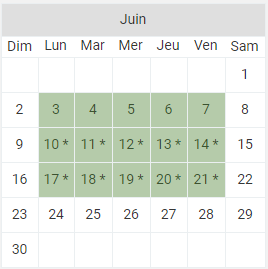 Juin
Dim Lun Mar Mer Jeu Ven Sam
1
2 3 4 5 6 7 8
9 10 * 11 * 12 * 13 * 14 * 15
16 17 * 18 * 19 * 20 * 21 * 22
23 24 25 26 27 28 29
30